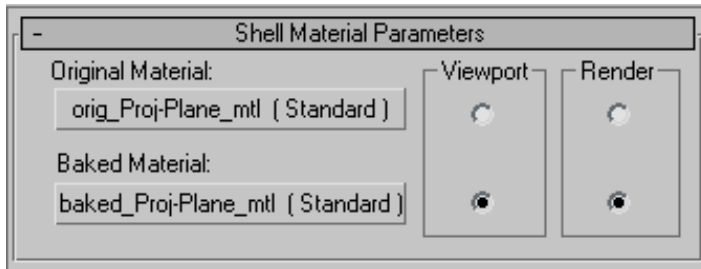 - Shell Material Parameters
Original Material: Viewport Render
orig_Proj-Plane_mtl ( Standard )
Baked Material:
baked_Proj-Plane_mtl ( Standard )